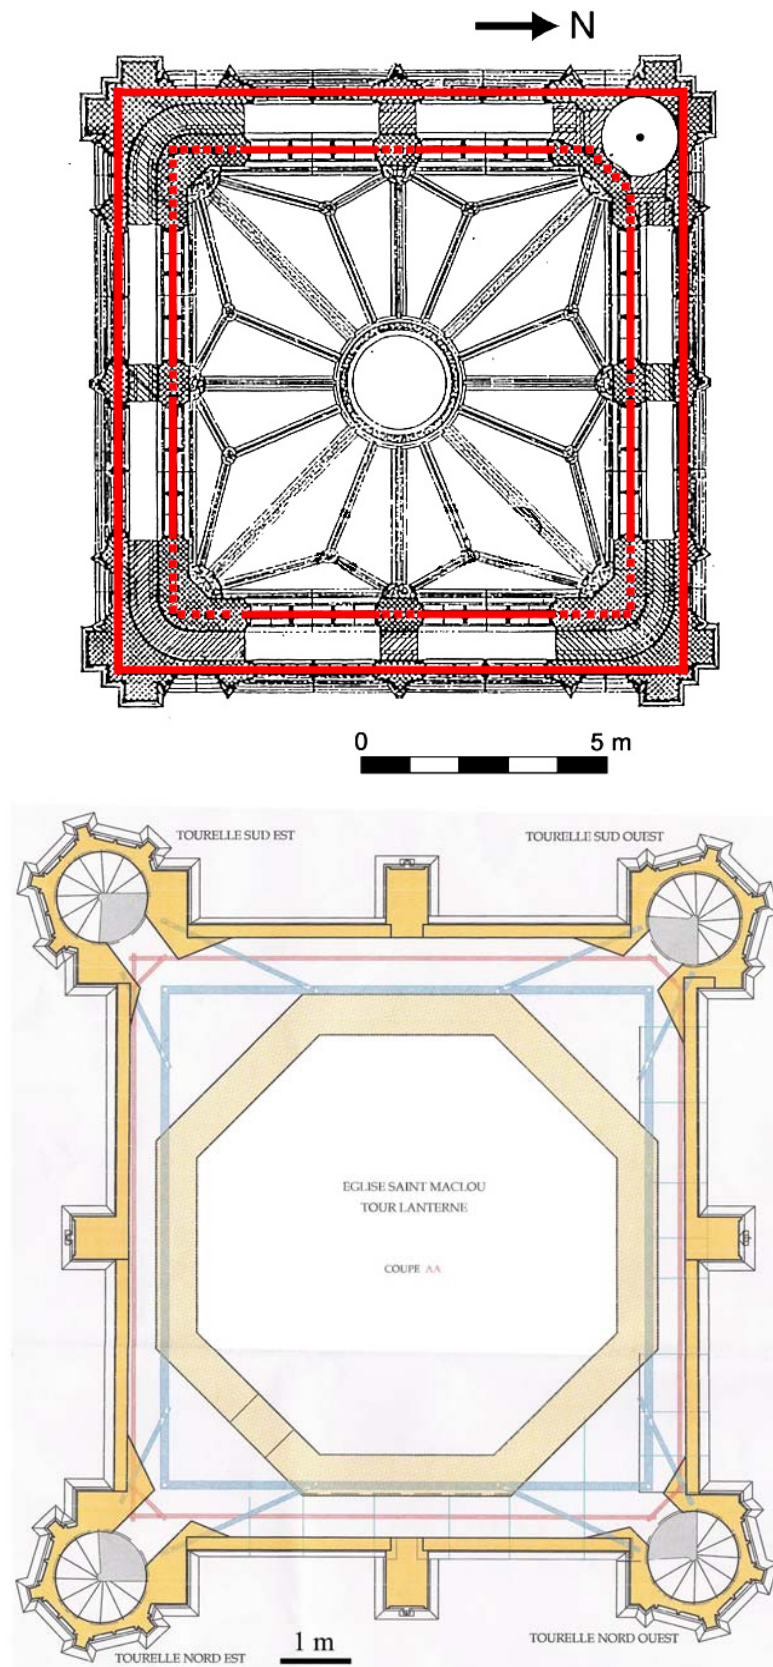 N
0 5 m
TOURELLE SUD EST
TOURELLE SUD OUEST
EGLISE SAINT MACLOU
TOUR LANTERNE
COUPE AA
TOURELLE NORD OUEST
TOURELLE NORD EST
1 m